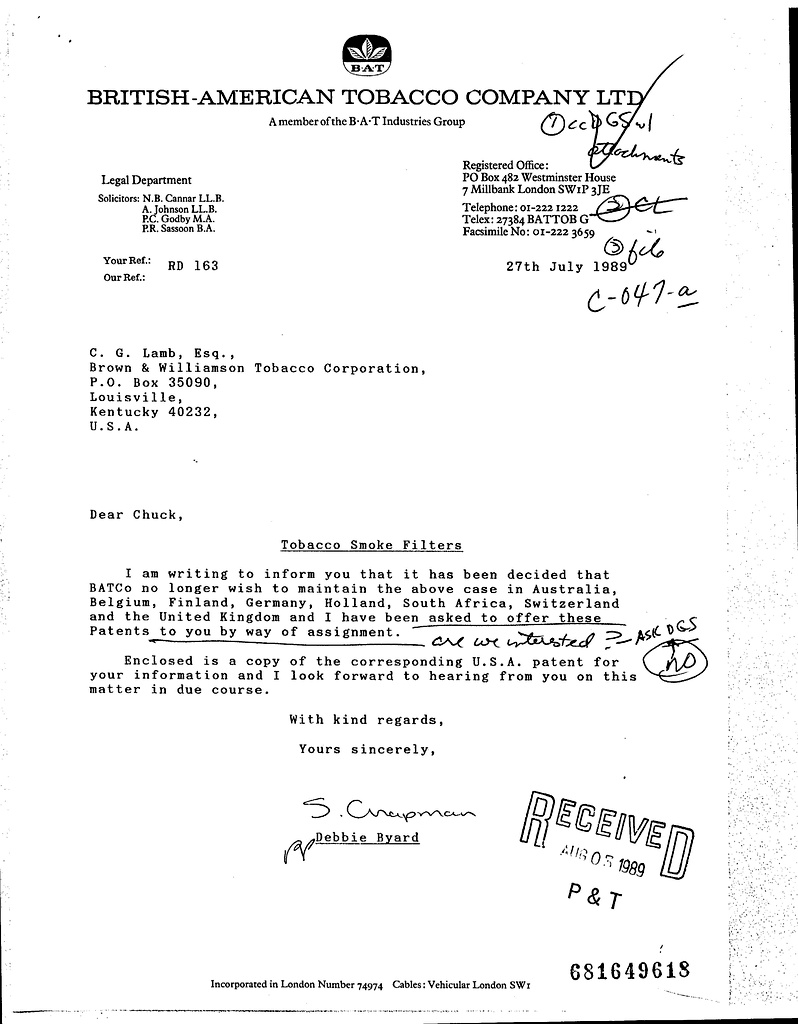 B·A·T
BRITISH-AMERICAN TOBACCO COMPANY LTD
A member of the B·A·T Industries Group
① cc DGS w/
attachments
Legal Department
Solicitors: N.B. Cannar LL.B.
A. Johnson LL.B.
P.C. Godby M.A.
P.R. Sassoon B.A.
Registered Office:
PO Box 482 Westminster House
7 Millbank London SW1P 3JE
Telephone: 01-222 1222
Telex: 27384 BATTOB G
Facsimile No: 01-222 3659
② CL
③ file
Your Ref.: RD 163
Our Ref.:
27th July 1989
C-047-a
C. G. Lamb, Esq.,
Brown & Williamson Tobacco Corporation,
P.O. Box 35090,
Louisville,
Kentucky 40232,
U.S.A.
Dear Chuck,
Tobacco Smoke Filters
I am writing to inform you that it has been decided that
BATCo no longer wish to maintain the above case in Australia,
Belgium, Finland, Germany, Holland, South Africa, Switzerland
and the United Kingdom and I have been asked to offer these
Patents to you by way of assignment.
are we interested ? - ASK DGS
no
Enclosed is a copy of the corresponding U.S.A. patent for
your information and I look forward to hearing from you on this
matter in due course.
With kind regards,
Yours sincerely,
S. Chapman
pp Debbie Byard
RECEIVED
AUG 03 1989
P & T
681649618
Incorporated in London Number 74974 Cables: Vehicular London SW1